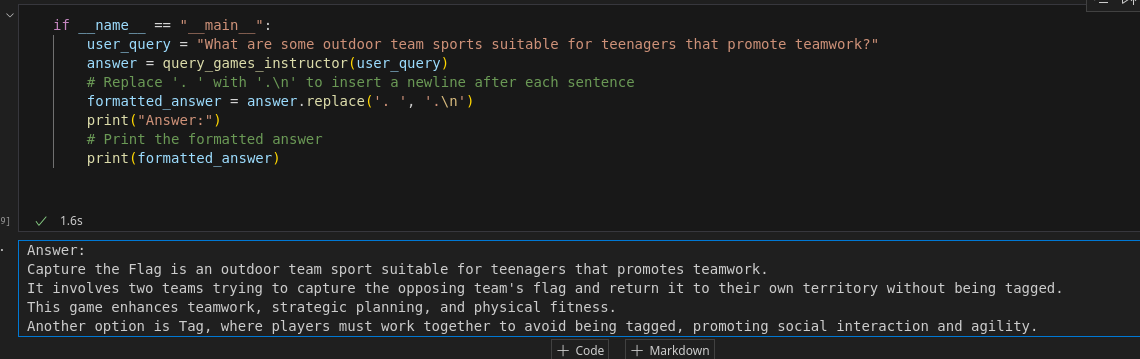 if __name__ == "__main__":
    user_query = "What are some outdoor team sports suitable for teenagers that promote teamwork?"
    answer = query_games_instructor(user_query)
    # Replace '. ' with '.\n' to insert a newline after each sentence
    formatted_answer = answer.replace('. ', '.\n')
    print("Answer:")
    # Print the formatted answer
    print(formatted_answer)
9]
1.6s
Answer:
Capture the Flag is an outdoor team sport suitable for teenagers that promotes teamwork.
It involves two teams trying to capture the opposing team's flag and return it to their own territory without being tagged.
This game enhances teamwork, strategic planning, and physical fitness.
Another option is Tag, where players must work together to avoid being tagged, promoting social interaction and agility.
+ Code + Markdown